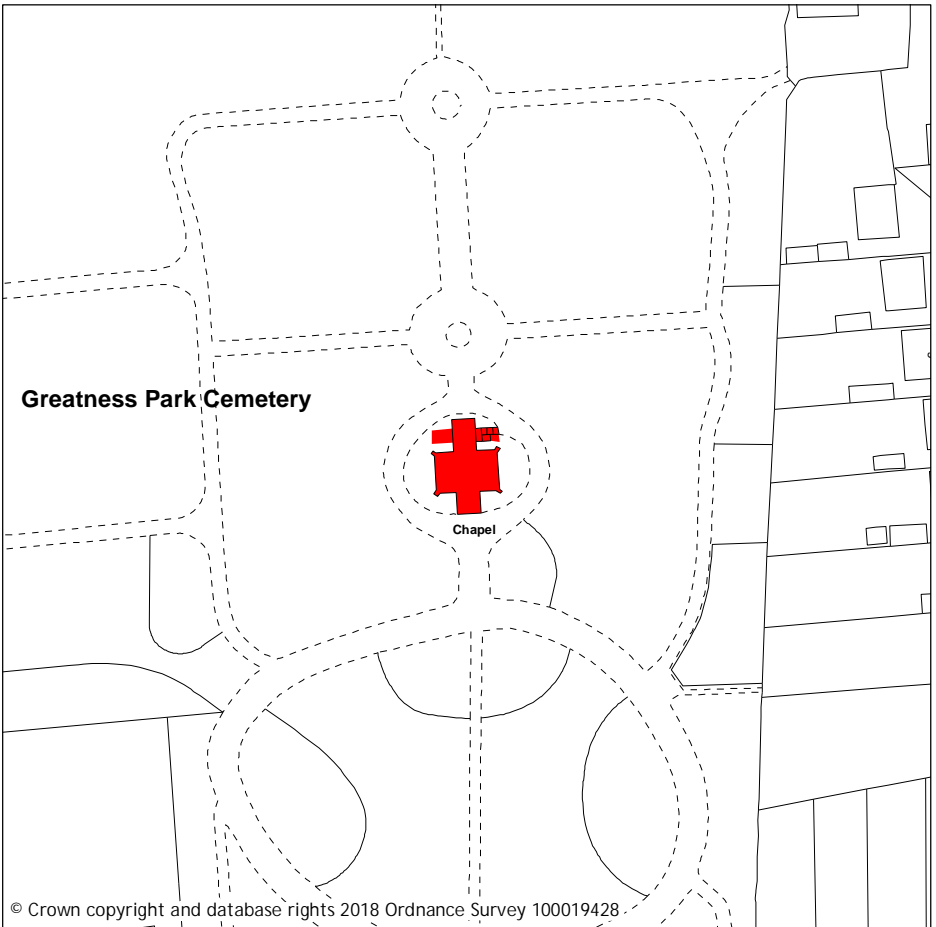 Greatness Park Cemetery
Chapel
© Crown copyright and database rights 2018 Ordnance Survey 100019428